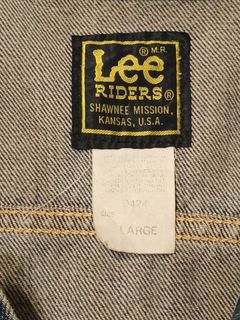 ® M.R.
Lee
RIDERS®
SHAWNEE MISSION,
KANSAS, U.S.A.
LARGE